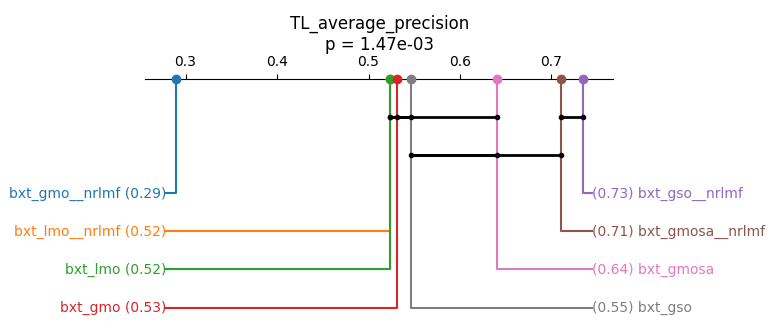 TL_average_precision
p = 1.47e-03
0.3 0.4 0.5 0.6 0.7
bxt_gmo__nrlmf (0.29) (0.73) bxt_gso__nrlmf
bxt_lmo__nrlmf (0.52) (0.71) bxt_gmosa__nrlmf
bxt_lmo (0.52) (0.64) bxt_gmosa
bxt_gmo (0.53) (0.55) bxt_gso